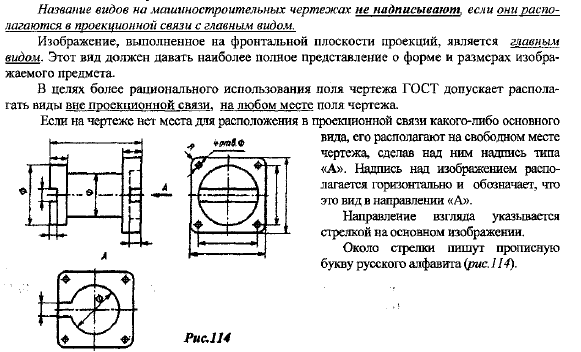 Название видов на машиностроительных чертежах не надписывают, если они распо-
лагаются в проекционной связи с главным видом.
Изображение, выполненное на фронтальной плоскости проекций, является главным
видом. Этот вид должен давать наиболее полное представление о форме и размерах изобра-
жаемого предмета.
В целях более рационального использования поля чертежа ГОСТ допускает распола-
гать виды вне проекционной связи, на любом месте поля чертежа.
Если на чертеже нет места для расположения в проекционной связи какого-либо основного
вида, его располагают на свободном месте
чертежа, сделав над ним надпись типа
«А». Надпись над изображением распо-
лагается горизонтально и обозначает, что
это вид в направлении «А».
Направление взгляда указывается
стрелкой на основном изображении.
Около стрелки пишут прописную
букву русского алфавита (рис.114).
R
4 отв.Ф
Ф
Ф
А
А
Ф
Рис.114